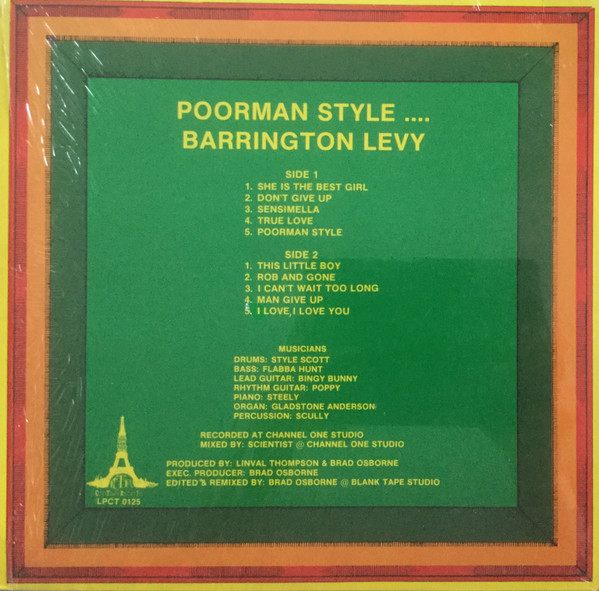 POORMAN STYLE ....
BARRINGTON LEVY
SIDE 1
1. SHE IS THE BEST GIRL
2. DON'T GIVE UP
3. SENSIMELLA
4. TRUE LOVE
5. POORMAN STYLE
SIDE 2
1. THIS LITTLE BOY
2. ROB AND GONE
3. I CAN'T WAIT TOO LONG
4. MAN GIVE UP
5. I LOVE, I LOVE YOU
MUSICIANS
DRUMS: STYLE SCOTT
BASS: FLABBA HUNT
LEAD GUITAR: BINGY BUNNY
RHYTHM GUITAR: POPPY
PIANO: STEELY
ORGAN: GLADSTONE ANDERSON
PERCUSSION: SCULLY
RECORDED AT CHANNEL ONE STUDIO
MIXED BY: SCIENTIST @ CHANNEL ONE STUDIO
PRODUCED BY: LINVAL THOMPSON & BRAD OSBORNE
EXEC. PRODUCER: BRAD OSBORNE
EDITED & REMIXED BY: BRAD OSBORNE @ BLANK TAPE STUDIO
LPCT 0125